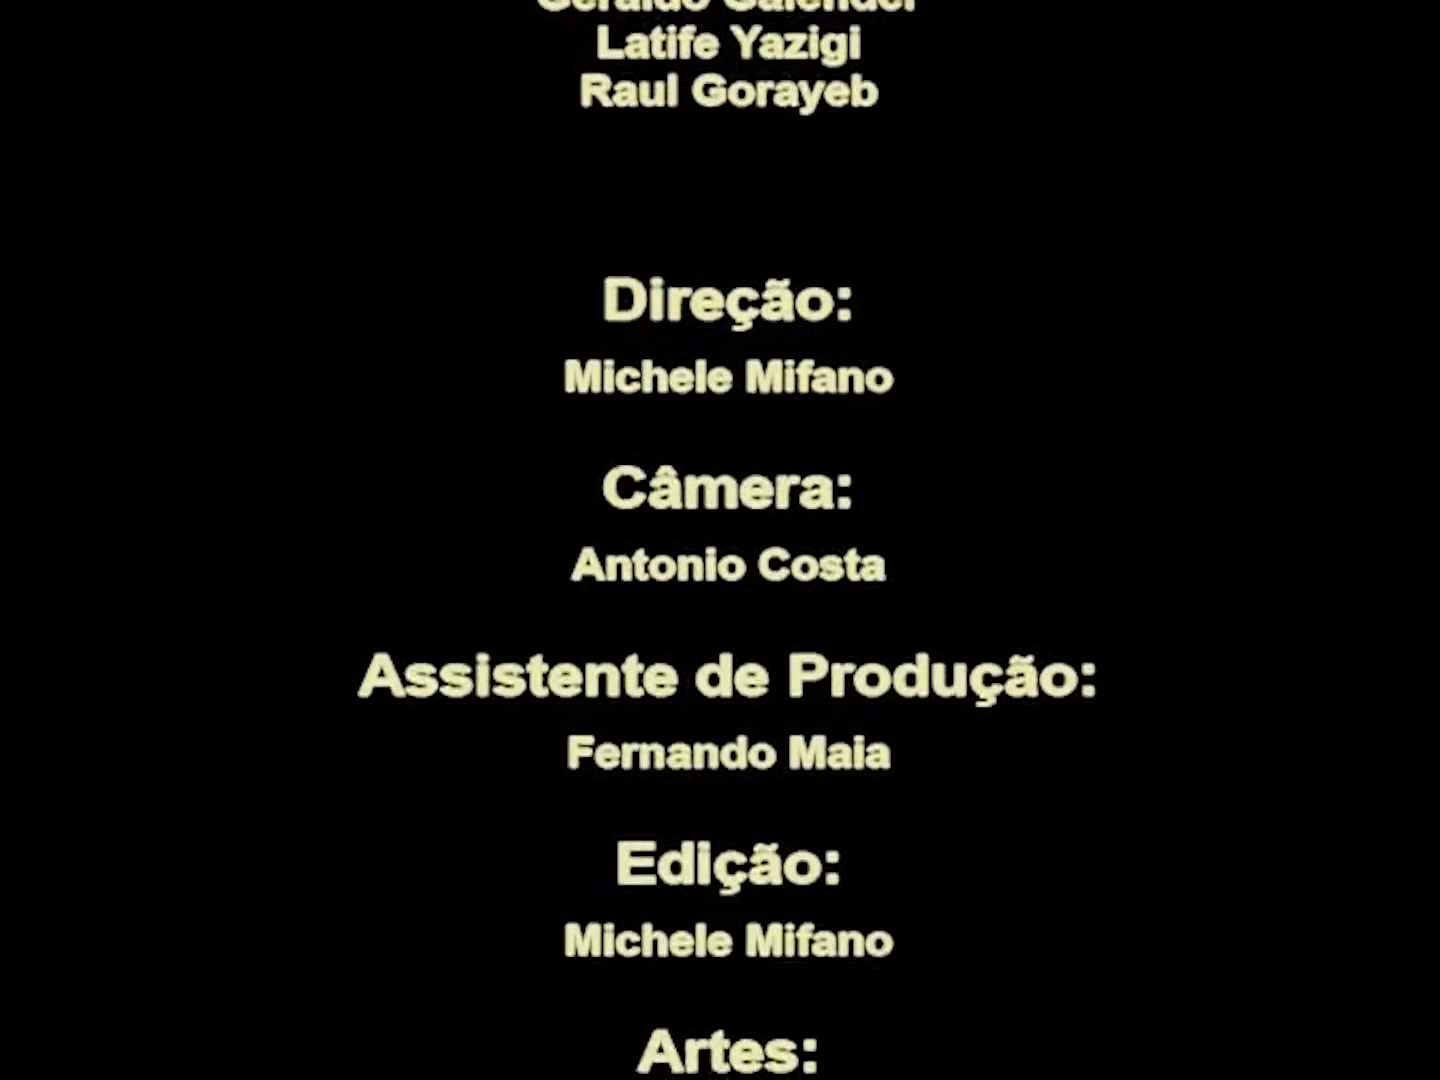 Latife Yazigi
Raul Gorayeb
Direção:
Michele Mifano
Câmera:
Antonio Costa
Assistente de Produção:
Fernando Maia
Edição:
Michele Mifano
Artes: